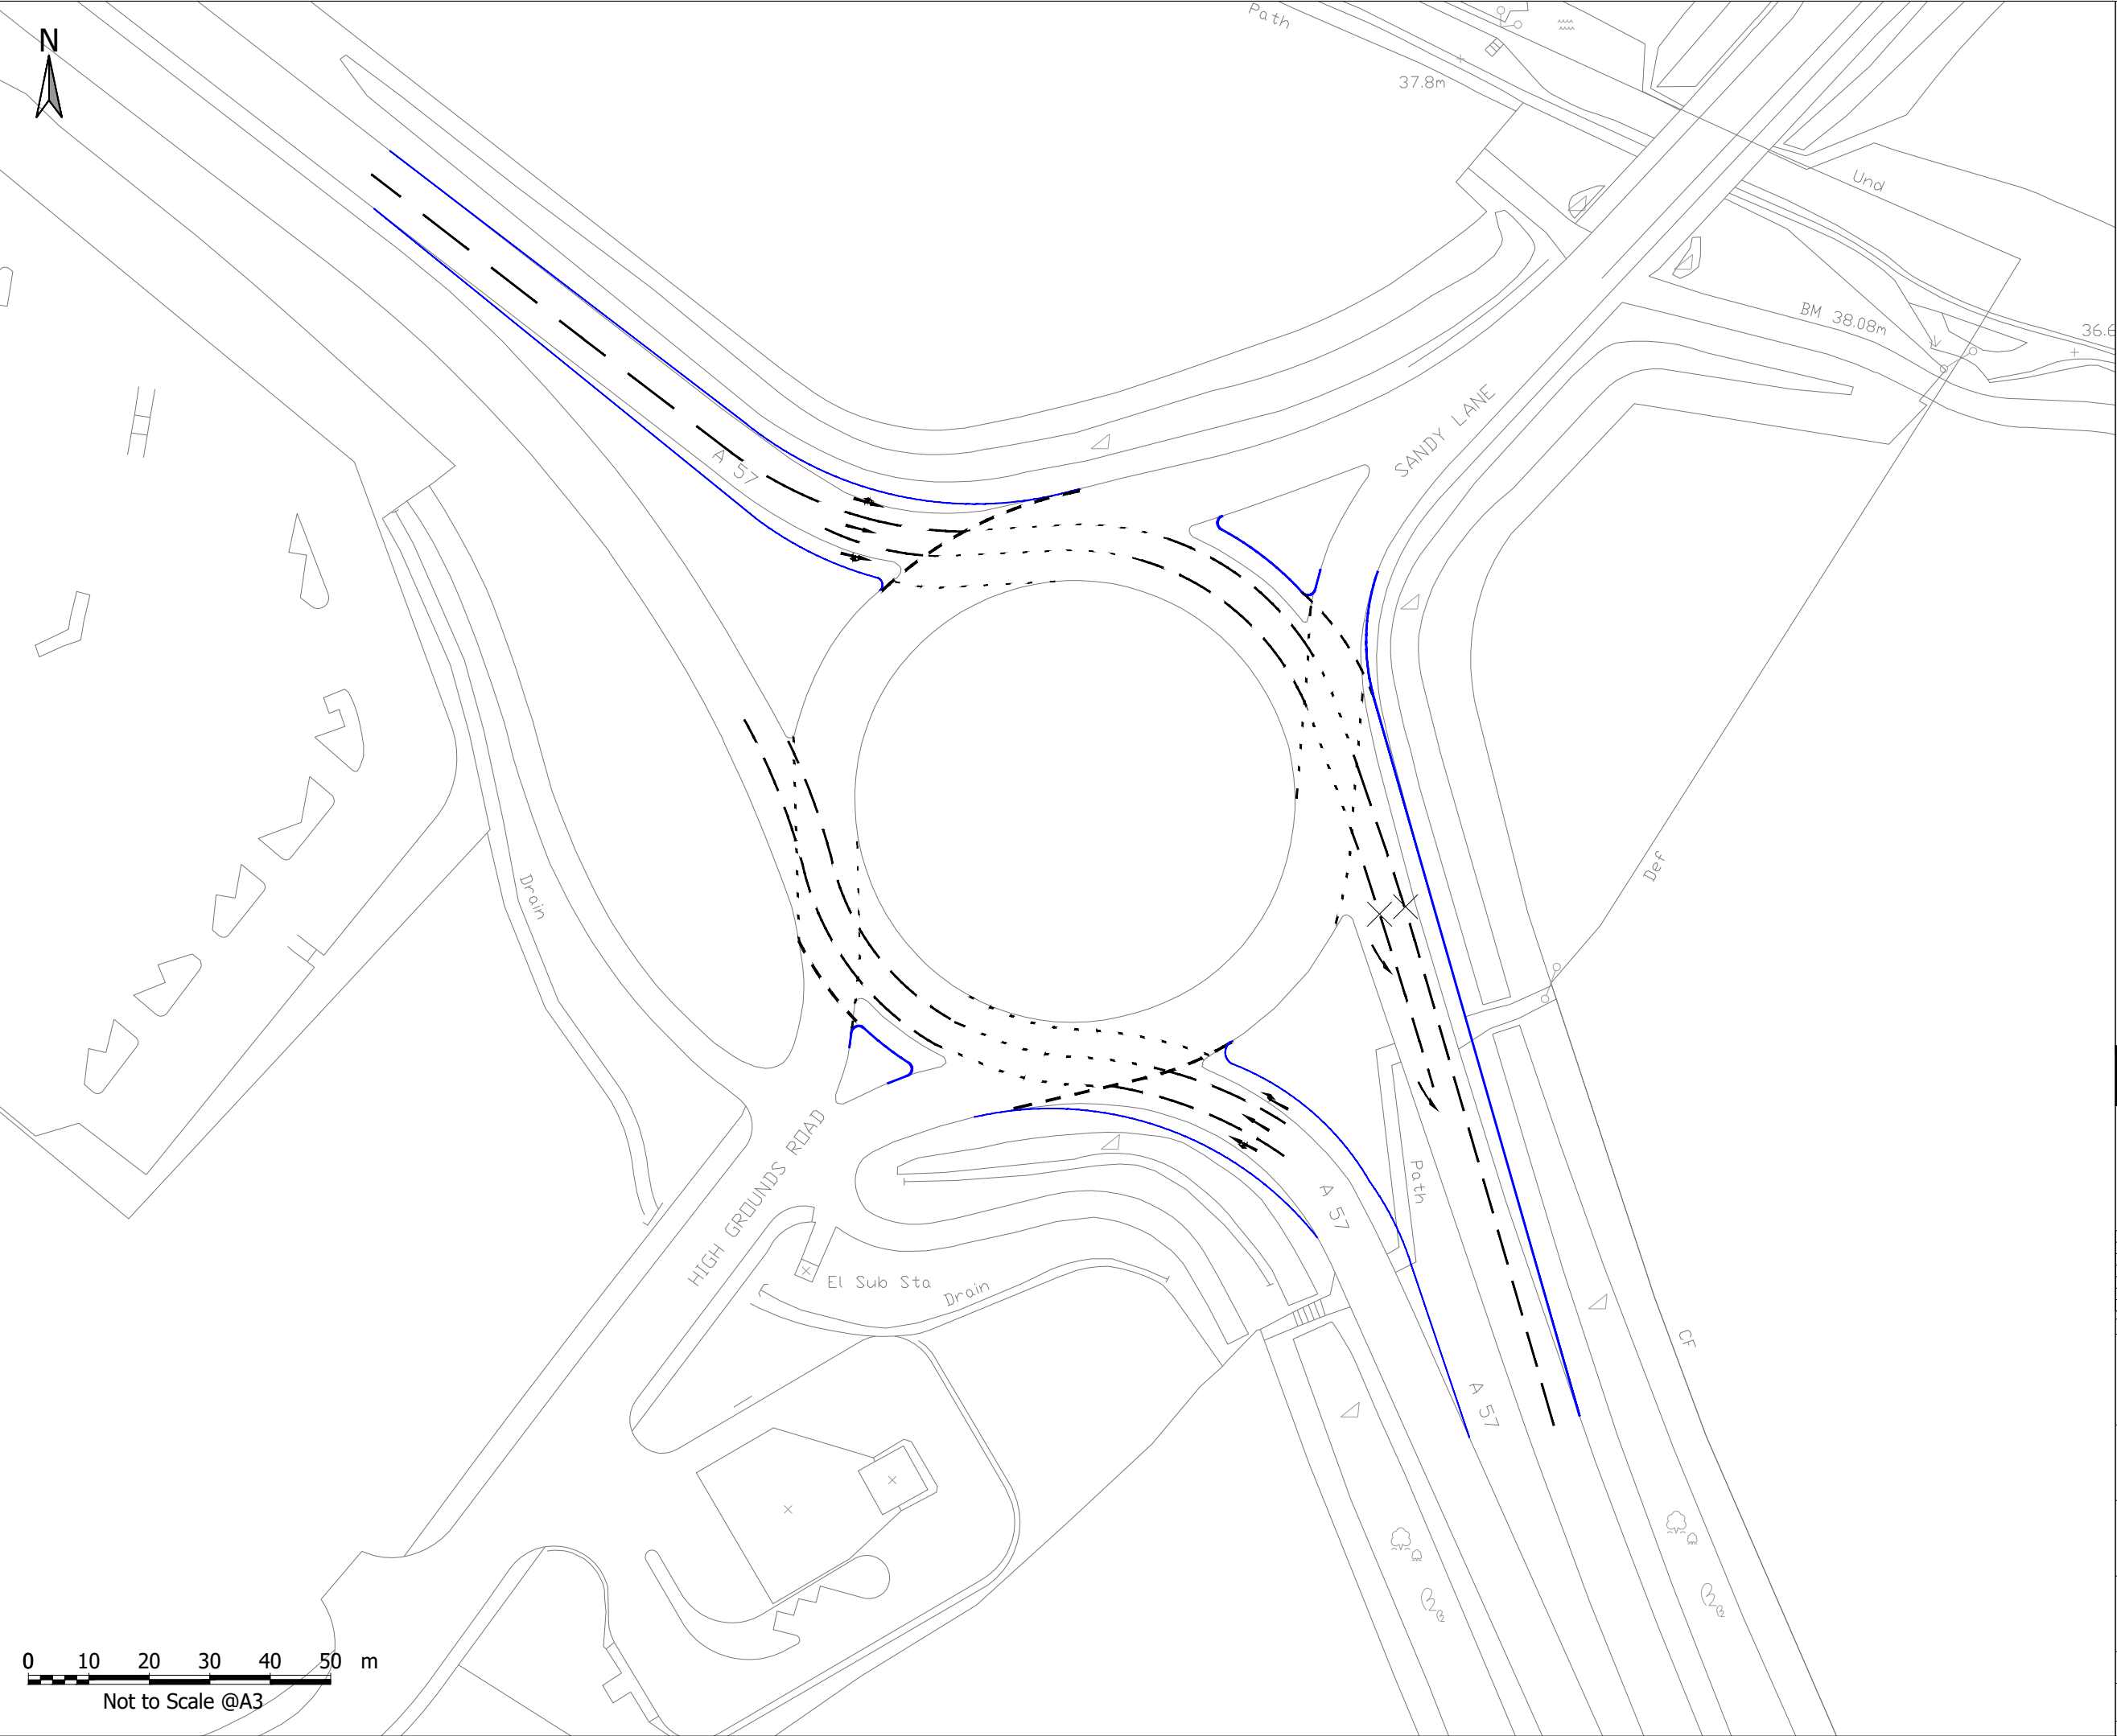 Path
N
37.8m
Und
BM 38.08m
36.6
SANDY LANE
A 57
Def
Drain
HIGH GROUNDS ROAD
Path
A 57
El Sub Sta
Drain
CF
A 57
0 10 20 30 40 50 m
Not to Scale @A3